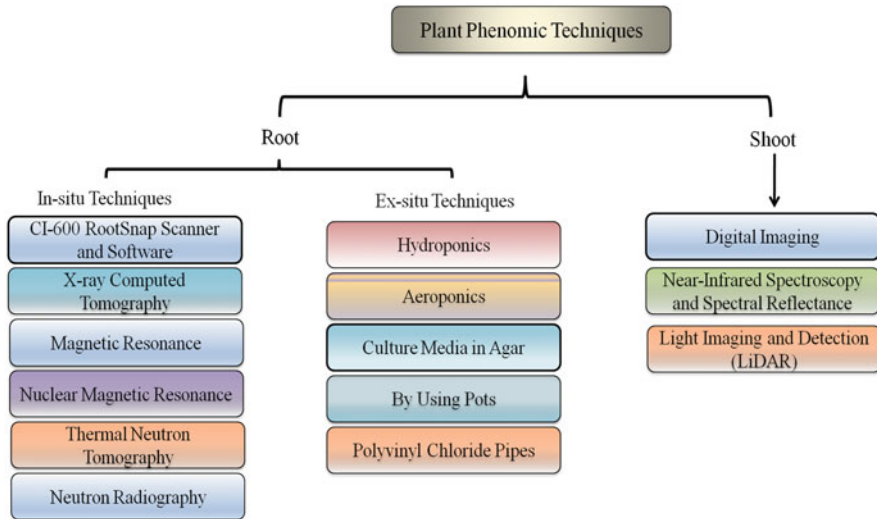 Plant Phenomic Techniques
Root
Shoot
In-situ Techniques
CI-600 RootSnap Scanner
and Software
X-ray Computed
Tomography
Magnetic Resonance
Nuclear Magnetic Resonance
Thermal Neutron
Tomography
Neutron Radiography
Ex-situ Techniques
Hydroponics
Aeroponics
Culture Media in Agar
By Using Pots
Polyvinyl Chloride Pipes
Digital Imaging
Near-Infrared Spectroscopy
and Spectral Reflectance
Light Imaging and Detection
(LiDAR)